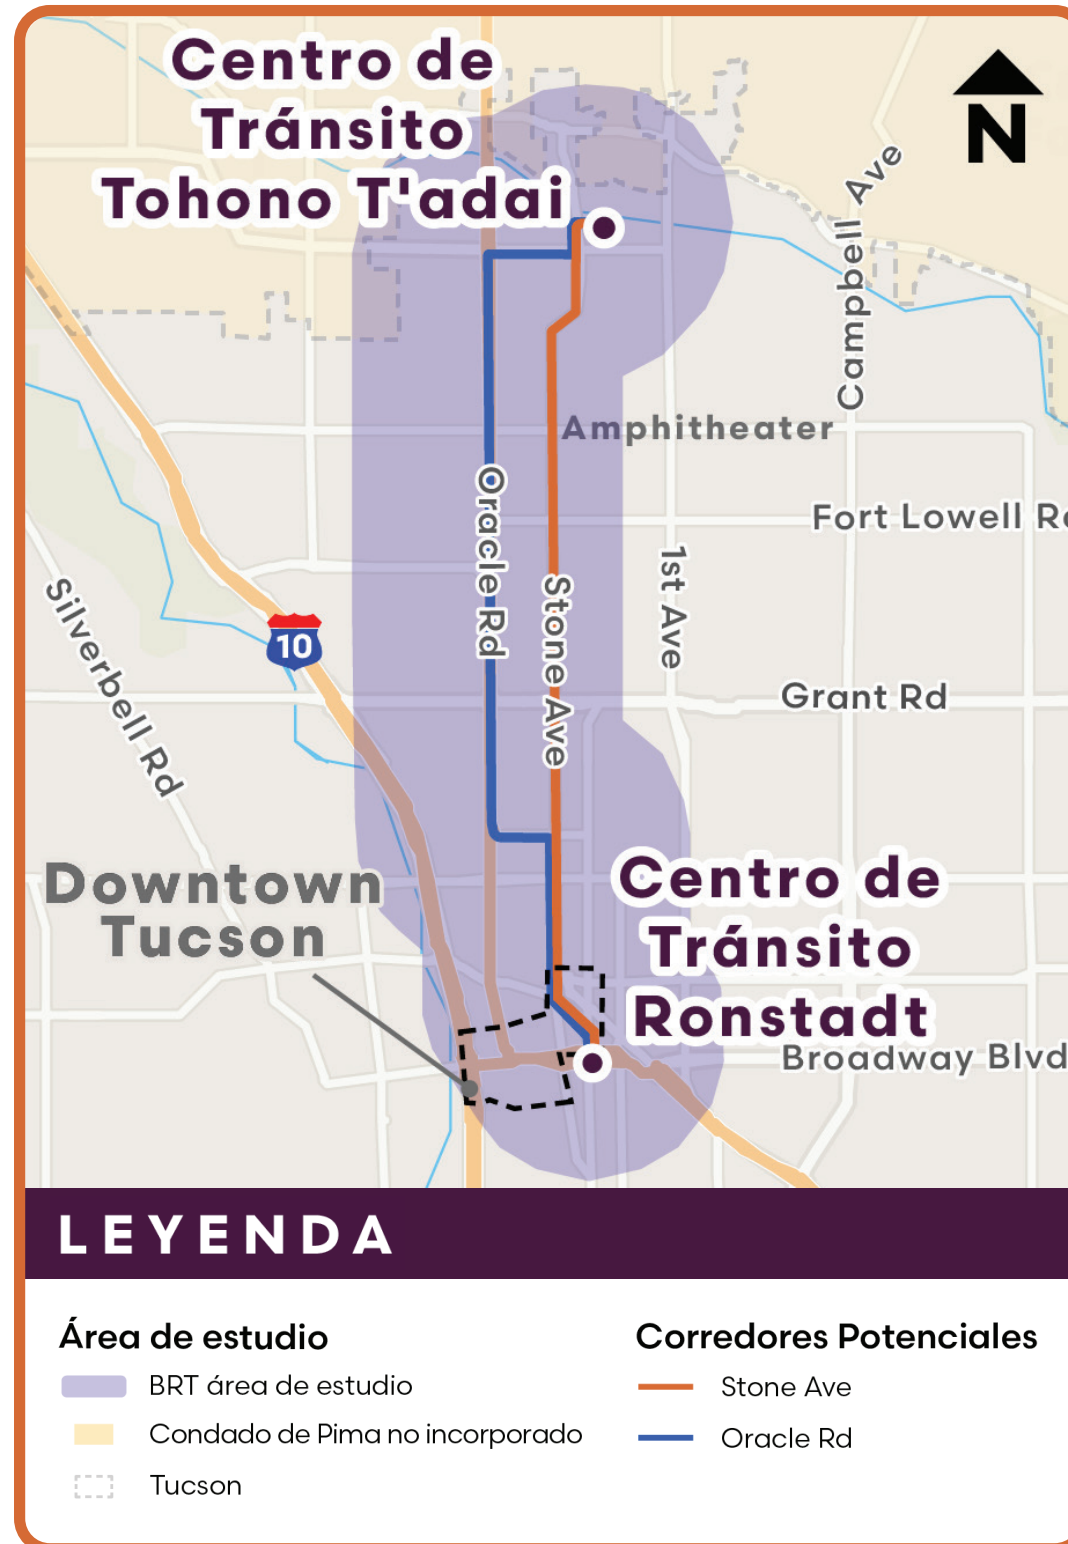 Centro de
Tránsito
Tohono T'adai
N
Campbell Ave
Amphitheater
Fort Lowell R
Oracle Rd
Stone Ave
1st Ave
Silverbell Rd
10
Grant Rd
Downtown
Tucson
Centro de
Tránsito
Ronstadt
Broadway Blvd
LEYENDA
Área de estudio
BRT área de estudio
Condado de Pima no incorporado
Tucson
Corredores Potenciales
Stone Ave
Oracle Rd